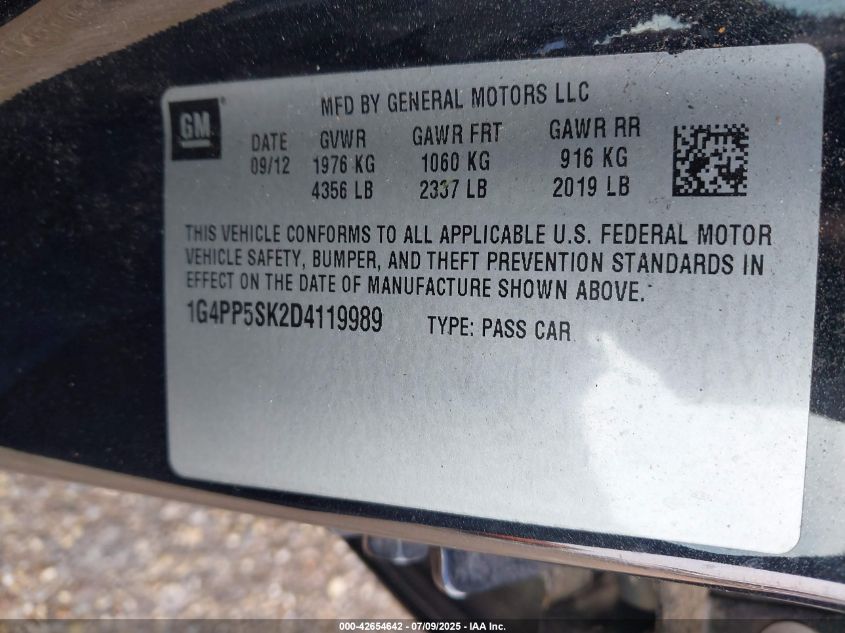 MFD BY GENERAL MOTORS LLC
GM
DATE GVWR GAWR FRT GAWR RR
09/12 1976 KG 1060 KG 916 KG
4356 LB 2337 LB 2019 LB
THIS VEHICLE CONFORMS TO ALL APPLICABLE U.S. FEDERAL MOTOR
VEHICLE SAFETY, BUMPER, AND THEFT PREVENTION STANDARDS IN
EFFECT ON THE DATE OF MANUFACTURE SHOWN ABOVE.
1G4PP5SK2D4119989 TYPE: PASS CAR
000-42654642 - 07/09/2025 - IAA Inc.